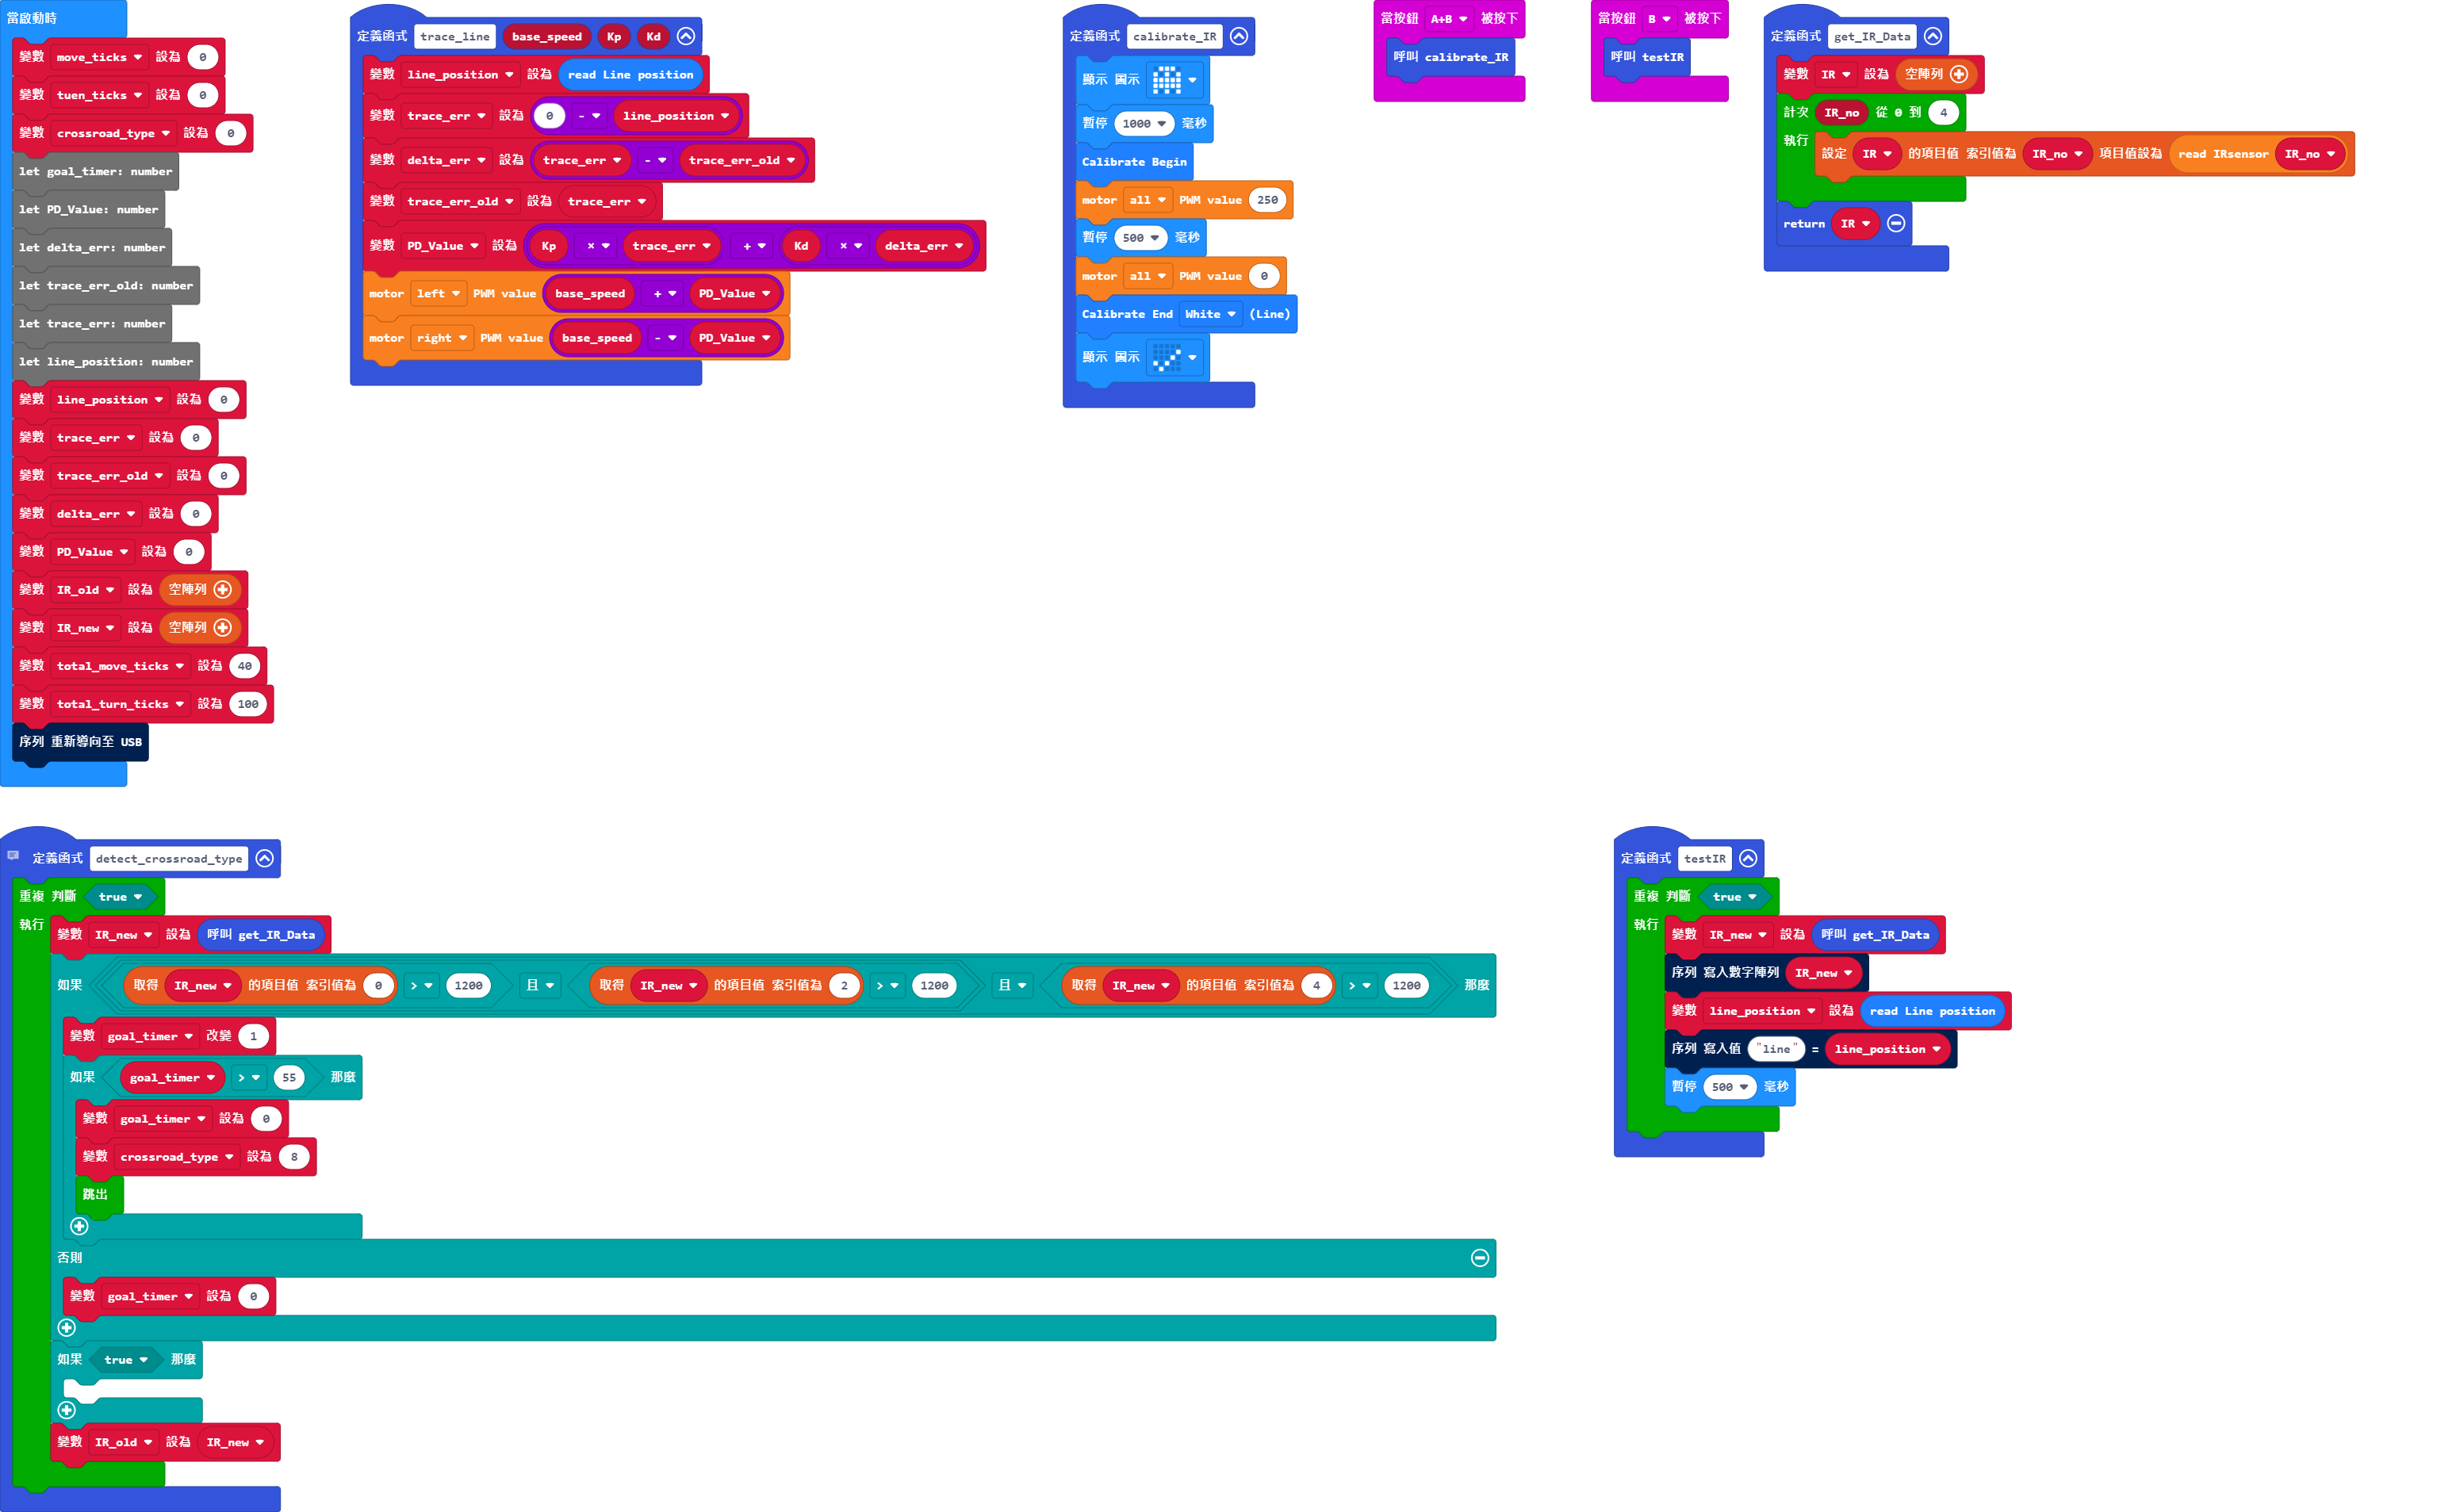 當啟動時
變數 move_ticks 設為 0
變數 tuen_ticks 設為 0
變數 crossroad_type 設為 0
let goal_timer: number
let PD_Value: number
let delta_err: number
let trace_err_old: number
let trace_err: number
let line_position: number
變數 line_position 設為 0
變數 trace_err 設為 0
變數 trace_err_old 設為 0
變數 delta_err 設為 0
變數 PD_Value 設為 0
變數 IR_old 設為 空陣列
變數 IR_new 設為 空陣列
變數 total_move_ticks 設為 40
變數 total_turn_ticks 設為 100
序列 重新導向至 USB
定義函式 trace_line base_speed Kp Kd
變數 line_position 設為 read Line position
變數 trace_err 設為 0 - line_position
變數 delta_err 設為 trace_err - trace_err_old
變數 trace_err_old 設為 trace_err
變數 PD_Value 設為 Kp × trace_err + Kd × delta_err
motor left PWM value base_speed + PD_Value
motor right PWM value base_speed - PD_Value
定義函式 calibrate_IR
顯示 圖示
暫停 1000 毫秒
Calibrate Begin
motor all PWM value 250
暫停 500 毫秒
motor all PWM value 0
Calibrate End White (Line)
顯示 圖示
當按鈕 A+B 被按下
呼叫 calibrate_IR
當按鈕 B 被按下
呼叫 testIR
定義函式 get_IR_Data
變數 IR 設為 空陣列
計次 IR_no 從 0 到 4
執行
設定 IR 的項目值 索引值為 IR_no 項目值設為 read IRsensor IR_no
return IR
定義函式 detect_crossroad_type
重複 判斷 true
執行
變數 IR_new 設為 呼叫 get_IR_Data
如果 取得 IR_new 的項目值 索引值為 0 > 1200 且 取得 IR_new 的項目值 索引值為 2 > 1200 且 取得 IR_new 的項目值 索引值為 4 > 1200 那麼
變數 goal_timer 改變 1
如果 goal_timer > 55 那麼
變數 goal_timer 設為 0
變數 crossroad_type 設為 8
跳出
否則
變數 goal_timer 設為 0
如果 true 那麼
變數 IR_old 設為 IR_new
定義函式 testIR
重複 判斷 true
執行
變數 IR_new 設為 呼叫 get_IR_Data
序列 寫入數字陣列 IR_new
變數 line_position 設為 read Line position
序列 寫入值 "line" = line_position
暫停 500 毫秒